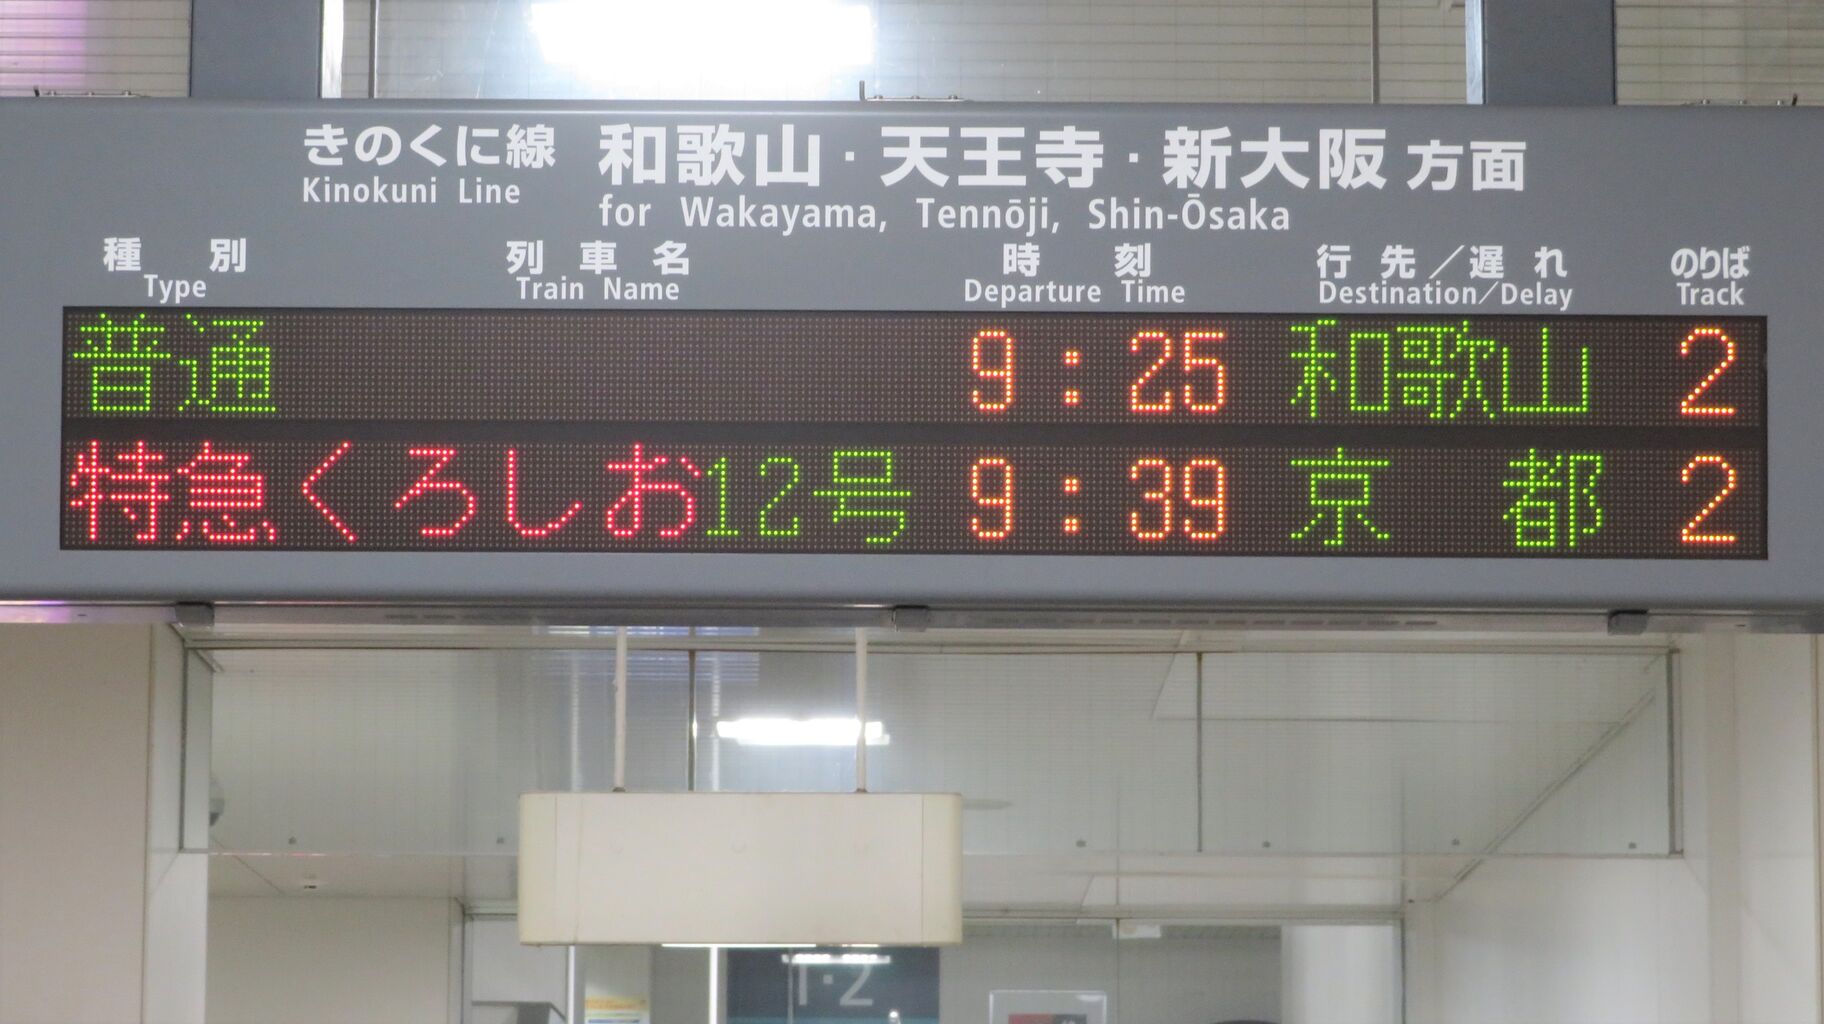 きのくに線 和歌山・天王寺・新大阪 方面
Kinokuni Line for Wakayama, Tennōji, Shin-Ōsaka
種別 列車名 時刻 行先／遅れ のりば
Type Train Name Departure Time Destination/Delay Track
普通 9:25 和歌山 2
特急くろしお12号 9:39 京都 2
1・2